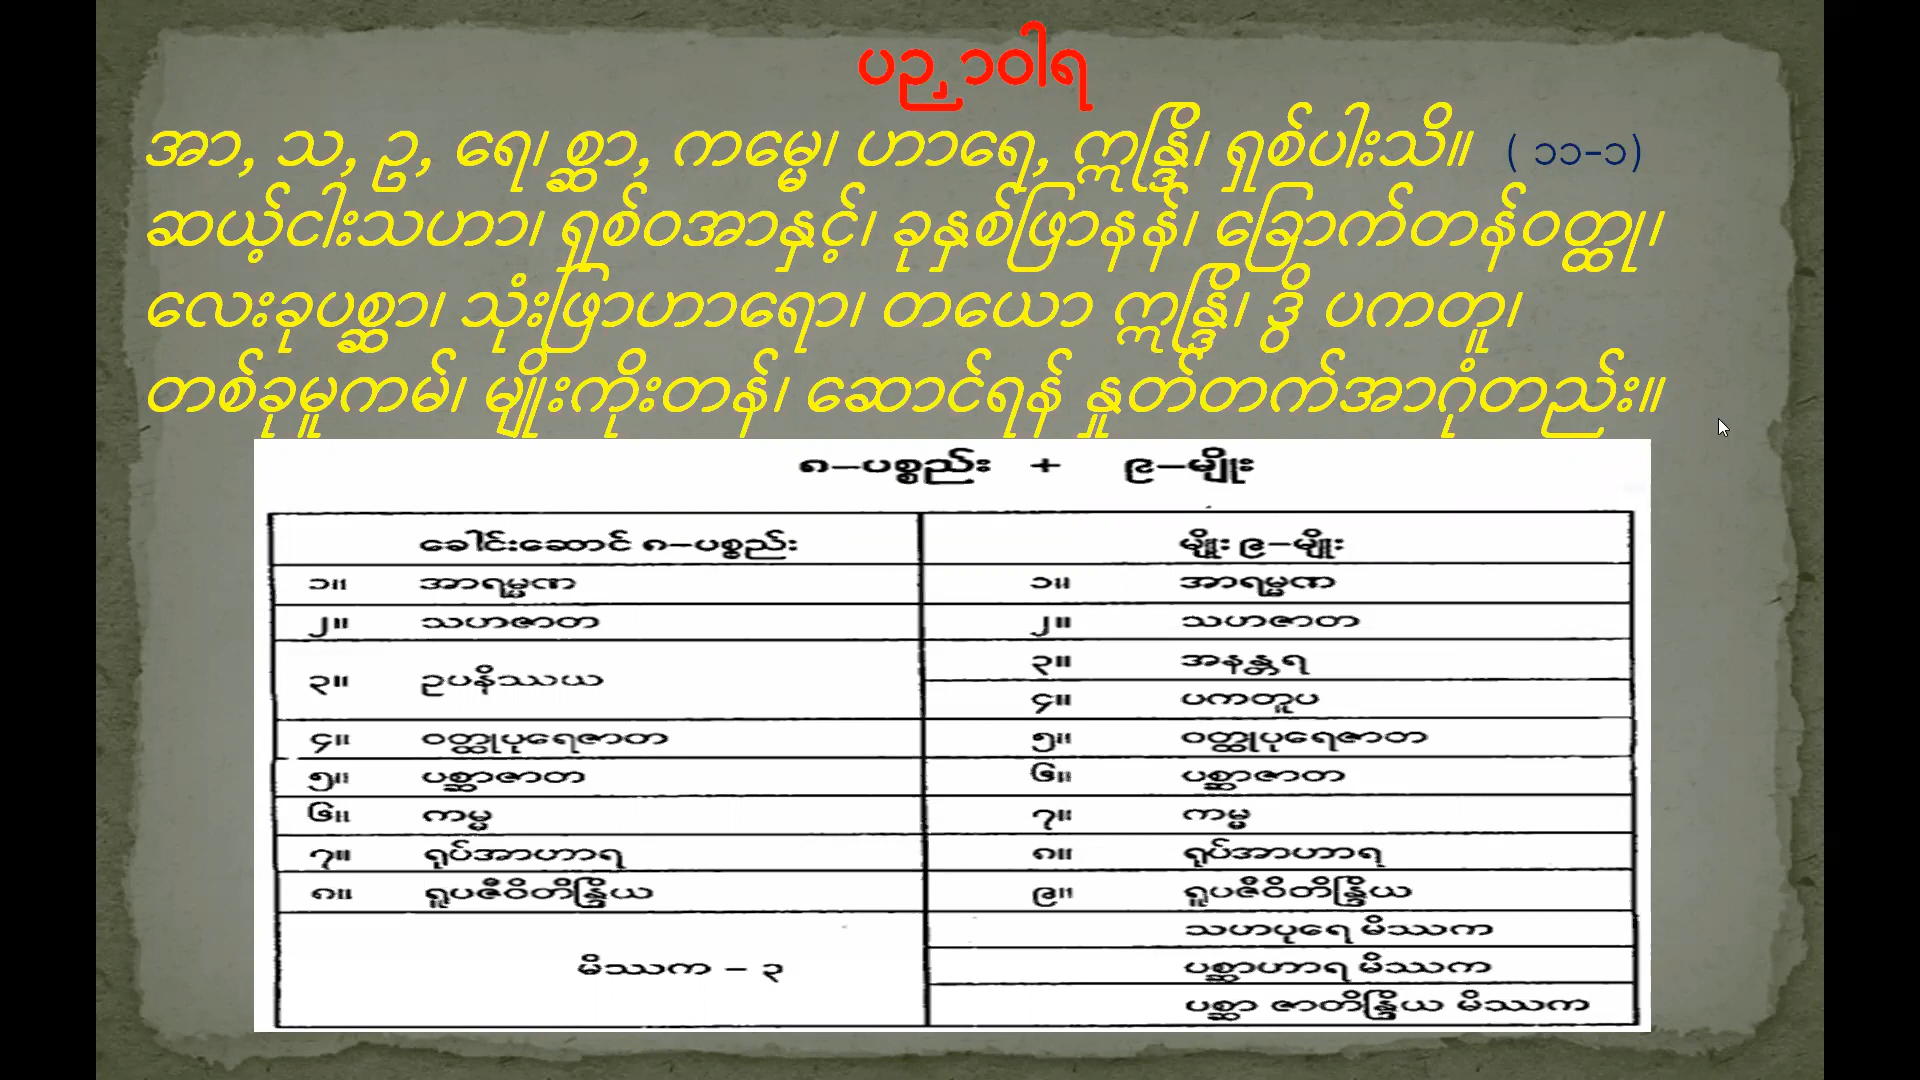 ပဉှ၁ဝါရ
အာ, သ, ဥ, ရေ၊ စ္ဆာ, ကမ္မေ၊ ဟာရေ, ဣန္ဒြိ၊ ရှစ်ပါးသိ။ ( ၁၁-၁)
ဆယ့်ငါးသဟာ၊ ရှစ်ဝအာနှင့်၊ ခုနှစ်ဖြာနန်၊ ခြောက်တန်ဝတ္ထု၊
လေးခုပစ္ဆာ၊ သုံးဖြာဟာရော၊ တယော ဣန္ဒြိ၊ ဒွိ ပကတူ၊
တစ်ခုမူကမ်၊ မျိုးကိုးတန်၊ ဆောင်ရန် နှုတ်တက်အာဂုံတည်း။
၈–ပစ္စည်း + ၉–မျိုး
ခေါင်းဆောင် ၈–ပစ္စည်း မျိုး ၉–မျိုး
၁။ အာရမ္မဏ ၁။ အာရမ္မဏ
၂။ သဟဇာတ ၂။ သဟဇာတ
၃။ ဥပနိဿယ ၃။ အနန္တရ
၄။ ပကတူပ
၄။ ဝတ္ထုပုရေဇာတ ၅။ ဝတ္ထုပုရေဇာတ
၅။ ပစ္ဆာဇာတ ၆။ ပစ္ဆာဇာတ
၆။ ကမ္မ ၇။ ကမ္မ
၇။ ရုပ်အာဟာရ ၈။ ရုပ်အာဟာရ
၈။ ရူပဇီဝိတိန္ဒြိယ ၉။ ရူပဇီဝိတိန္ဒြိယ
မိဿက – ၃ သဟပုရေ မိဿက
ပစ္ဆာဟာရ မိဿက
ပစ္ဆာ ဇာတိန္ဒြိယ မိဿက